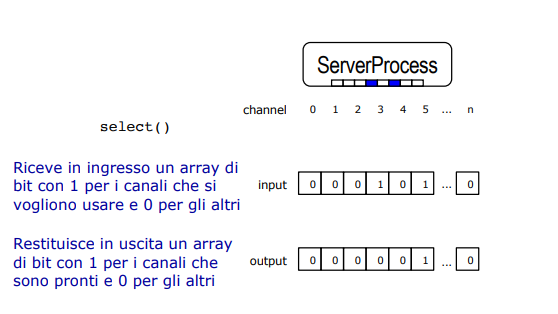 ServerProcess
channel 0 1 2 3 4 5 ... n
select()
Riceve in ingresso un array di
bit con 1 per i canali che si
vogliono usare e 0 per gli altri
input 0 0 0 1 0 1 ... 0
Restituisce in uscita un array
di bit con 1 per i canali che
sono pronti e 0 per gli altri
output 0 0 0 0 0 1 ... 0